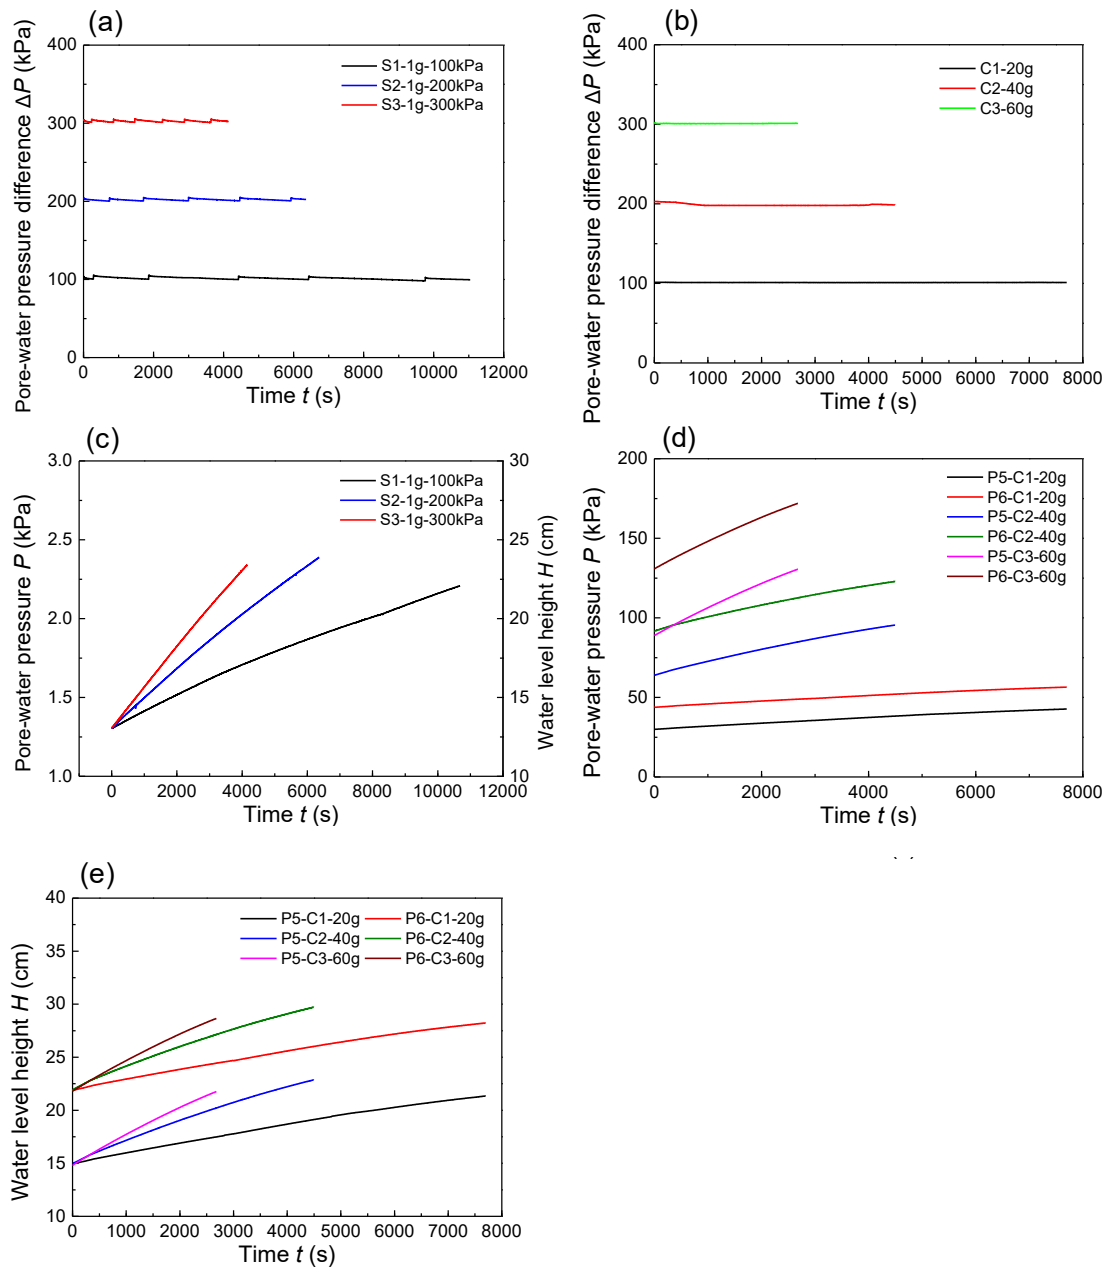 (a)
Pore-water pressure difference ΔP (kPa)
400
300
200
100
0
S1-1g-100kPa
S2-1g-200kPa
S3-1g-300kPa
0 2000 4000 6000 8000 10000 12000
Time t (s)
(b)
Pore-water pressure difference ΔP (kPa)
400
300
200
100
0
C1-20g
C2-40g
C3-60g
0 1000 2000 3000 4000 5000 6000 7000 8000
Time t (s)
(c)
Pore-water pressure P (kPa)
3.0
2.5
2.0
1.5
1.0
S1-1g-100kPa
S2-1g-200kPa
S3-1g-300kPa
30
25
20
15
10
Water level height H (cm)
0 2000 4000 6000 8000 10000 12000
Time t (s)
(d)
Pore-water pressure P (kPa)
200
150
100
50
0
P5-C1-20g
P6-C1-20g
P5-C2-40g
P6-C2-40g
P5-C3-60g
P6-C3-60g
0 2000 4000 6000 8000
Time t (s)
(e)
Water level height H (cm)
40
35
30
25
20
15
10
P5-C1-20g P6-C1-20g
P5-C2-40g P6-C2-40g
P5-C3-60g P6-C3-60g
0 1000 2000 3000 4000 5000 6000 7000 8000
Time t (s)